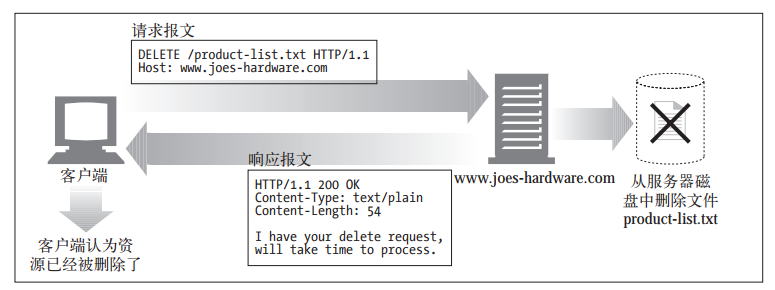 请求报文
DELETE /product-list.txt HTTP/1.1
Host: www.joes-hardware.com
客户端
客户端认为资
源已经被删除了
响应报文
HTTP/1.1 200 OK
Content-Type: text/plain
Content-Length: 54
I have your delete request,
will take time to process.
www.joes-hardware.com
从服务器磁
盘中删除文件
product-list.txt